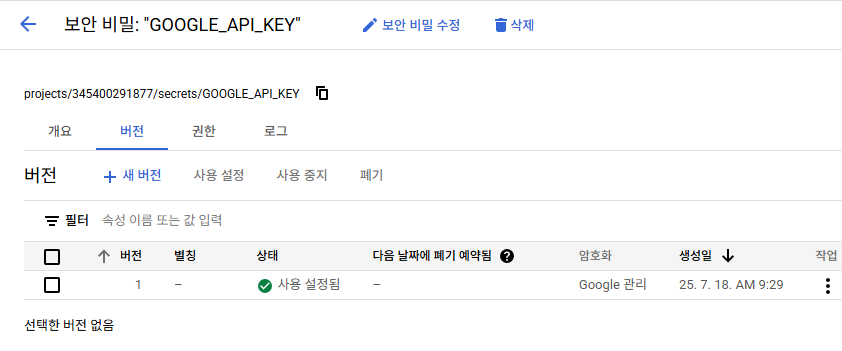 보안 비밀: "GOOGLE_API_KEY" 보안 비밀 수정 삭제
projects/345400291877/secrets/GOOGLE_API_KEY
개요 버전 권한 로그
버전 + 새 버전 사용 설정 사용 중지 폐기
필터 속성 이름 또는 값 입력
버전 별칭 상태 다음 날짜에 폐기 예약됨 ? 암호화 생성일 작업
1 – 사용 설정됨 – Google 관리 25. 7. 18. AM 9:29
선택한 버전 없음